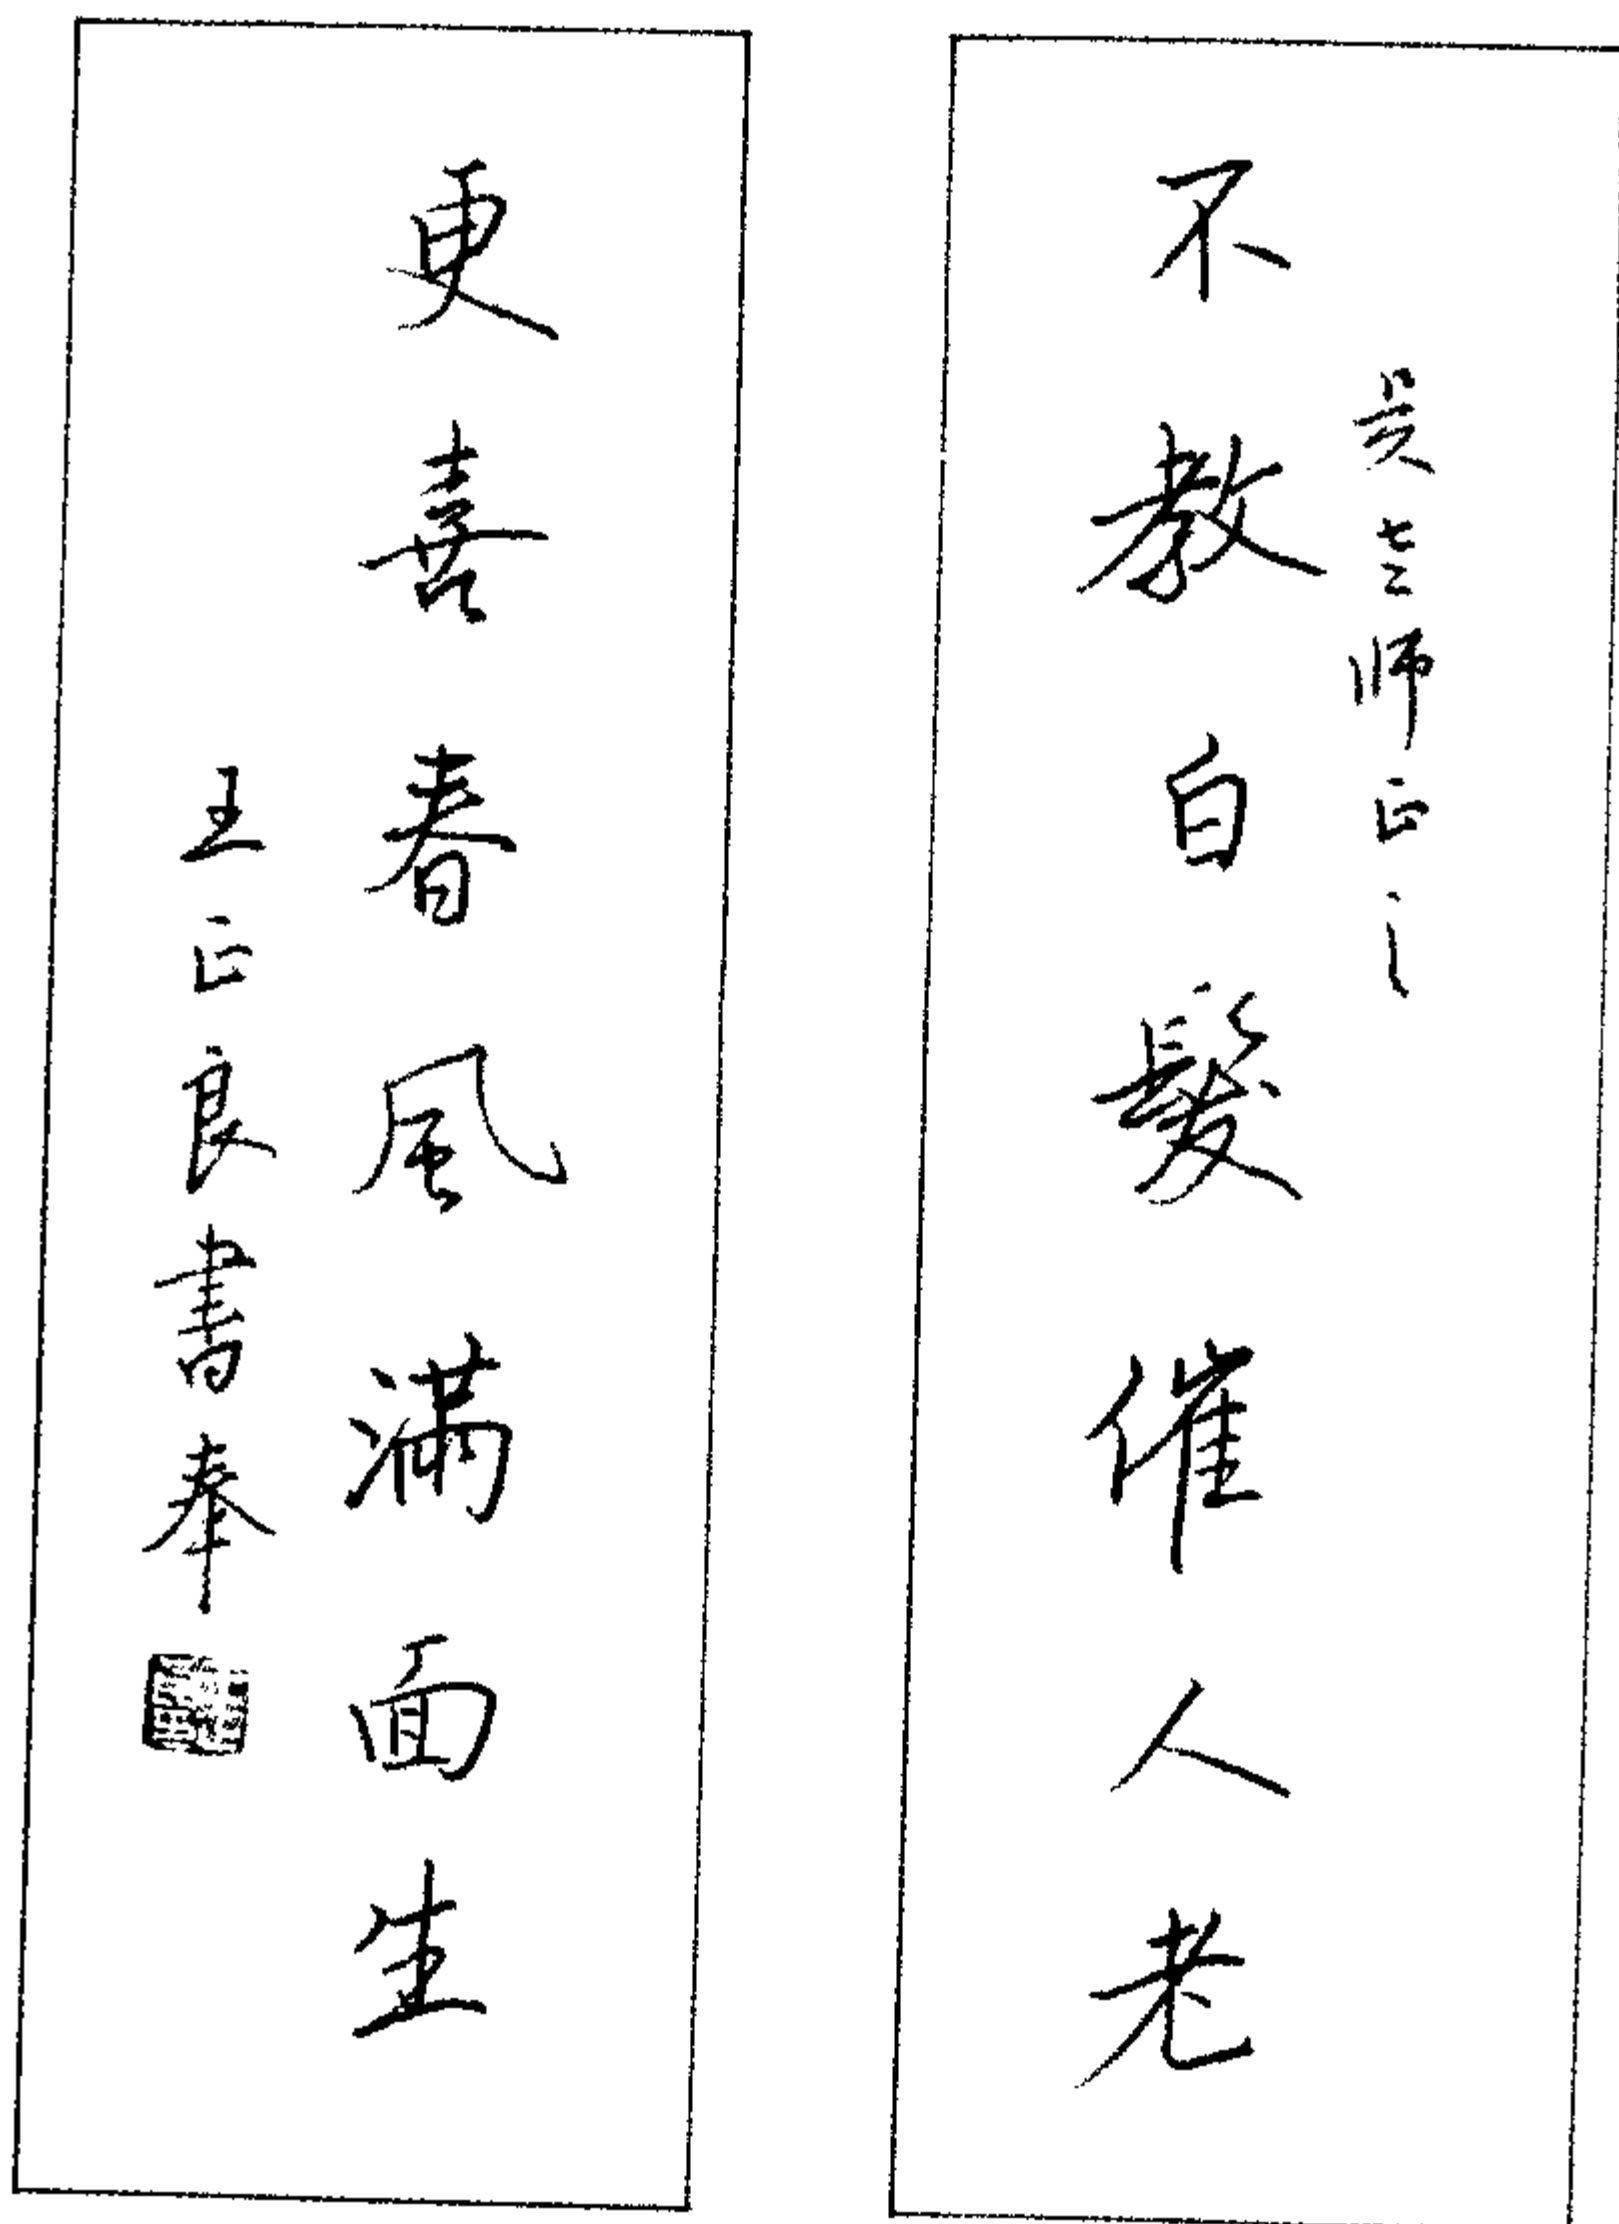 不教白髮催人老
吴老师正之
更喜春风满面生
王正良書奉